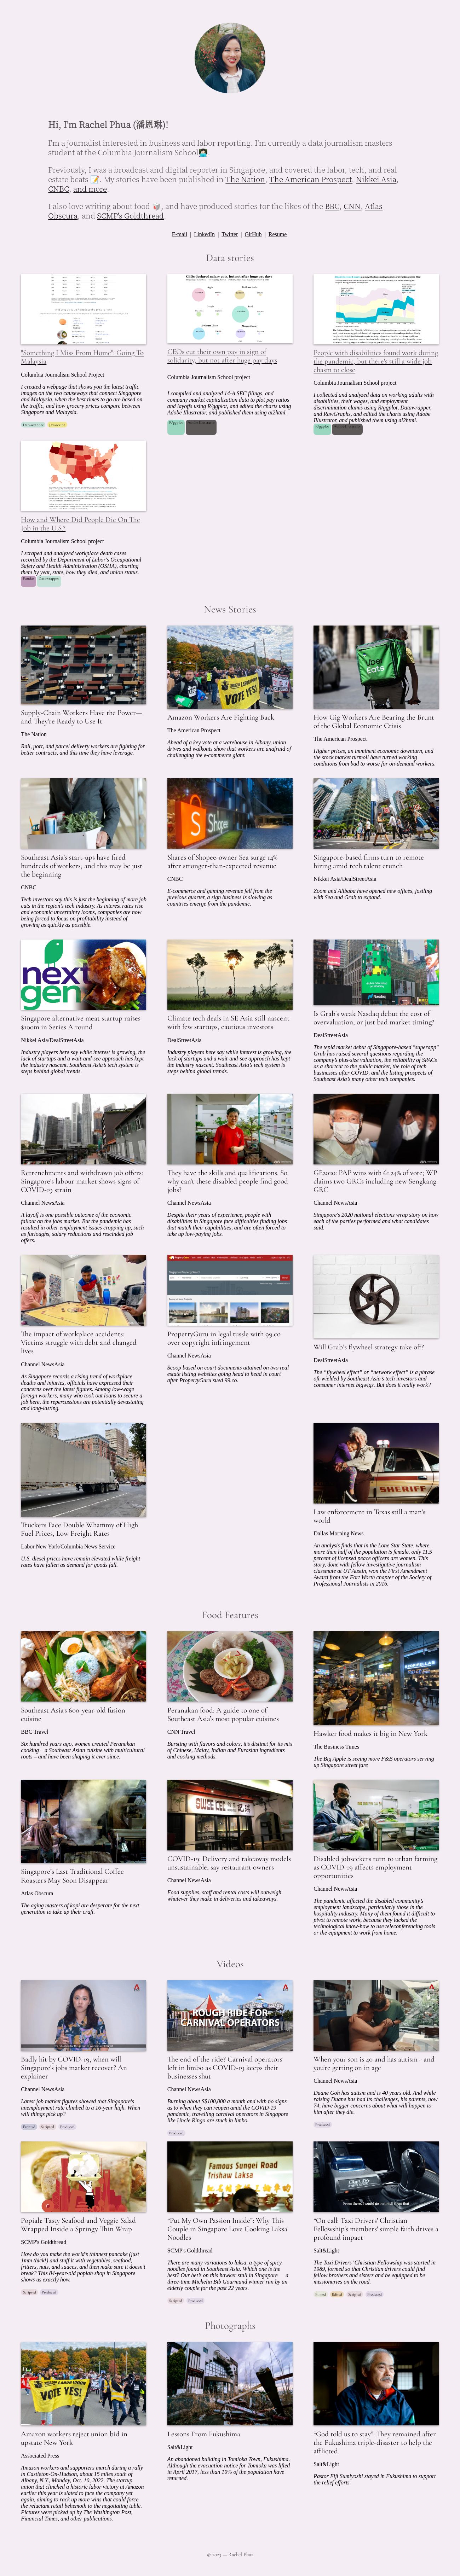 Hi, I'm Rachel Phua (潘恩琳)!
I'm a journalist interested in business and labor reporting. I'm currently a data journalism masters
student at the Columbia Journalism School👩🏻‍💻.
Previously, I was a broadcast and digital reporter in Singapore, and covered the labor, tech, and real
estate beats 📝. My stories have been published in The Nation, The American Prospect, Nikkei Asia,
CNBC, and more.
I also love writing about food 🥡, and have produced stories for the likes of the BBC, CNN, Atlas
Obscura, and SCMP's Goldthread.
E-mail | LinkedIn | Twitter | GitHub | Resume
Data stories
"Something I Miss From Home": Going To
Malaysia
Columbia Journalism School Project
I created a webpage that shows the latest traffic
images on the two causeways that connect Singapore
and Malaysia, when the best times to go are based on
the traffic, and how grocery prices compare between
Singapore and Malaysia.
Datawrapper Javascript
CEOs cut their own pay in sign of
solidarity, but not after huge pay days
Columbia Journalism School project
I compiled and analyzed 14-A SEC filings, and
company market capitalization data on CEO pay ratios
and layoffs using R/ggplot, and edited the charts using
Adobe Illustrator, and published them using ai2html.
R/ggplot Adobe Illustrator
People with disabilities found work during
the pandemic, but there's still a wide job
chasm to close
Columbia Journalism School project
I collected and analyzed data on working adults with
disabilities, their wages, and employment
discrimination claims using R/ggplot, Datawrapper,
and RawGraphs, and edited the charts using Adobe
Illustrator, and published them using ai2html.
R/ggplot Adobe Illustrator
How and Where Did People Die On The
Job in the U.S.?
Columbia Journalism School project
I scraped and analyzed workplace death cases
recorded by the Department of Labor's Occupational
Safety and Health Administration (OSHA), charting
them by year, state, how they died, and union status.
Pandas Datawrapper
News Stories
Supply-Chain Workers Have the Power—
and They're Ready to Use It
The Nation
Rail, port, and parcel delivery workers are fighting for
better contracts, and this time they have leverage.
VOTE YES!
Amazon Workers Are Fighting Back
The American Prospect
Ahead of a key vote at a warehouse in Albany, union
drives and walkouts show that workers are unafraid of
challenging the e-commerce giant.
Uber
Eats
How Gig Workers Are Bearing the Brunt
of the Global Economic Crisis
The American Prospect
Higher prices, an imminent economic downturn, and
the stock market turmoil have turned working
conditions from bad to worse for on-demand workers.
Southeast Asia's start-ups have fired
hundreds of workers, and this may be just
the beginning
CNBC
Tech investors say this is just the beginning of more job
cuts in the region's tech industry. As interest rates rise
and economic uncertainty looms, companies are now
being forced to focus on profitability instead of
growing as quickly as possible.
Shopee
Shares of Shopee-owner Sea surge 14%
after stronger-than-expected revenue
CNBC
E-commerce and gaming revenue fell from the
previous quarter, a sign business is slowing as
countries emerge from the pandemic.
Singapore-based firms turn to remote
hiring amid tech talent crunch
Nikkei Asia/DealStreetAsia
Zoom and Alibaba have opened new offices, jostling
with Sea and Grab to expand.
next
gen
Singapore alternative meat startup raises
$100m in Series A round
Nikkei Asia/DealStreetAsia
Industry players here say while interest is growing, the
lack of startups and a wait-and-see approach has kept
the industry nascent. Southeast Asia's tech system is
steps behind global trends.
Climate tech deals in SE Asia still nascent
with few startups, cautious investors
DealStreetAsia
Industry players here say while interest is growing, the
lack of startups and a wait-and-see approach has kept
the industry nascent. Southeast Asia's tech system is
steps behind global trends.
Is Grab's weak Nasdaq debut the cost of
overvaluation, or just bad market timing?
DealStreetAsia
The tepid market debut of Singapore-based "superapp"
Grab has raised several questions regarding the
company's plus-size valuation, the reliability of SPACs
as a shortcut to the public market, the role of tech
businesses after COVID, and the listing prospects of
Southeast Asia's many other tech companies.
Retrenchments and withdrawn job offers:
Singapore's labour market shows signs of
COVID-19 strain
Channel NewsAsia
A layoff is one possible outcome of the economic
fallout on the jobs market. But the pandemic has
resulted in other employment trends cropping up, such
as furloughs, salary reductions and rescinded job
offers.
They have the skills and qualifications. So
why can't these disabled people find good
jobs?
Channel NewsAsia
Despite their years of experience, people with
disabilities in Singapore face difficulties finding jobs
that match their capabilities, and are often forced to
take up low-paying jobs.
GE2020: PAP wins with 61.24% of vote; WP
claims two GRCs including new Sengkang
GRC
Channel NewsAsia
Singapore's 2020 national elections wrap story on how
each of the parties performed and what candidates
said.
The impact of workplace accidents:
Victims struggle with debt and changed
lives
Channel NewsAsia
As Singapore records a rising trend of workplace
deaths and injuries, officials have expressed their
concerns over the latest figures. Among low-wage
foreign workers, many who took out loans to secure a
job here, the repercussions are potentially devastating
and long-lasting.
PropertyGuru in legal tussle with 99.co
over copyright infringement
Channel NewsAsia
Scoop based on court documents attained on two real
estate listing websites going head to head in court
after PropertyGuru sued 99.co.
Will Grab's flywheel strategy take off?
DealStreetAsia
The "flywheel effect" or "network effect" is a phrase
oft-wielded by Southeast Asia's tech investors and
consumer internet bigwigs. But does it really work?
Truckers Face Double Whammy of High
Fuel Prices, Low Freight Rates
Labor New York/Columbia News Service
U.S. diesel prices have remain elevated while freight
rates have fallen as demand for goods fall.
SHERIFF
Law enforcement in Texas still a man's
world
Dallas Morning News
An analysis finds that in the Lone Star State, where
more than half of the population is female, only 11.5
percent of licensed peace officers are women. This
story, done with fellow investigative journalism
classmate at UT Austin, won the First Amendment
Award from the Fort Worth chapter of the Society of
Professional Journalists in 2016.
Food Features
Southeast Asia's 600-year-old fusion
cuisine
BBC Travel
Six hundred years ago, women created Peranakan
cooking – a Southeast Asian cuisine with multicultural
roots – and have been shaping it ever since.
Peranakan food: A guide to one of
Southeast Asia's most popular cuisines
CNN Travel
Bursting with flavors and colors, it's distinct for its mix
of Chinese, Malay, Indian and Eurasian ingredients
and cooking methods.
Hawker food makes it big in New York
The Business Times
The Big Apple is seeing more F&B operators serving
up Singapore street fare
Singapore's Last Traditional Coffee
Roasters May Soon Disappear
Atlas Obscura
The aging masters of kopi are desperate for the next
generation to take up their craft.
COVID-19: Delivery and takeaway models
unsustainable, say restaurant owners
Channel NewsAsia
Food supplies, staff and rental costs will outweigh
whatever they make in deliveries and takeaways.
Disabled jobseekers turn to urban farming
as COVID-19 affects employment
opportunities
Channel NewsAsia
The pandemic affected the disabled community's
employment landscape, particularly those in the
hospitality industry. Many of them found it difficult to
pivot to remote work, because they lacked the
technological know-how to use teleconferencing tools
or the equipment to work from home.
Videos
Badly hit by COVID-19, when will
Singapore's jobs market recover? An
explainer
Channel NewsAsia
Latest job market figures showed that Singapore's
unemployment rate climbed to a 16-year high. When
will things pick up?
Fronted Scripted Produced
ROUGH RIDE FOR
CARNIVAL OPERATORS
The end of the ride? Carnival operators
left in limbo as COVID-19 keeps their
businesses shut
Channel NewsAsia
Bursting about S$100,000 a month and with no signs
as to when they can reopen amid the COVID-19
pandemic, travelling carnival operators in Singapore
like Uncle Ringo are stuck in limbo.
Produced
When your son is 40 and has autism - and
you're getting on in age
Channel NewsAsia
Duane Goh has autism and is 40 years old. And while
raising Duane has had its challenges, his parents, now
74, have bigger concerns about what will happen to
him after they die.
Produced
Popiah: Tasty Seafood and Veggie Salad
Wrapped Inside a Springy Thin Wrap
SCMP's Goldthread
How do you make the world's thinnest pancake (just
1mm thick!) and stuff it with vegetables, seafood,
fritters, nuts, and sauces, and then make sure it doesn't
break? This 84-year-old popiah shop in Singapore
shows us exactly how.
Scripted Produced
Famous Sungei Road
Trishaw Laksa
"Put My Own Passion Inside": Why This
Couple in Singapore Love Cooking Laksa
Noodles
SCMP's Goldthread
There are many variations to laksa, a type of spicy
noodles found in Southeast Asia. Which one is the
best? Our bet's on this hawker stall in Singapore — a
three-time Michelin Bib Gourmand winner run by an
elderly couple for the past 22 years.
Scripted Produced
"On call: Taxi Drivers' Christian
Fellowship's members' simple faith drives a
profound impact
Salt&Light
The Taxi Drivers' Christian Fellowship was started in
1989, formed so that Christian drivers could find
fellow brothers and sisters and be equipped to be
missionaries on the road.
Filmed Edited Scripted Produced
Photographs
VOTE YES!
Amazon workers reject union bid in
upstate New York
Associated Press
Amazon workers and supporters march during a rally
in Castleton-On-Hudson, about 15 miles south of
Albany, N.Y., Monday, Oct. 10, 2022. The startup
union that clinched a historic labor victory at Amazon
earlier this year is slated to face the company yet
again, aiming to rack up more wins that could force
the reluctant retail behemoth to the negotiating table.
Pictures were picked up by The Washington Post,
Financial Times, and other publications.
Lessons From Fukushima
Salt&Light
An abandoned building in Tomioka Town, Fukushima.
Although the evacuation notice for Tomioka was lifted
in April 2017, less than 10% of the population have
returned.
"God told us to stay": They remained after
the Fukushima triple-disaster to help the
afflicted
Salt&Light
Pastor Eiji Sumiyoshi stayed in Fukushima to support
the relief efforts.
© 2023 — Rachel Phua